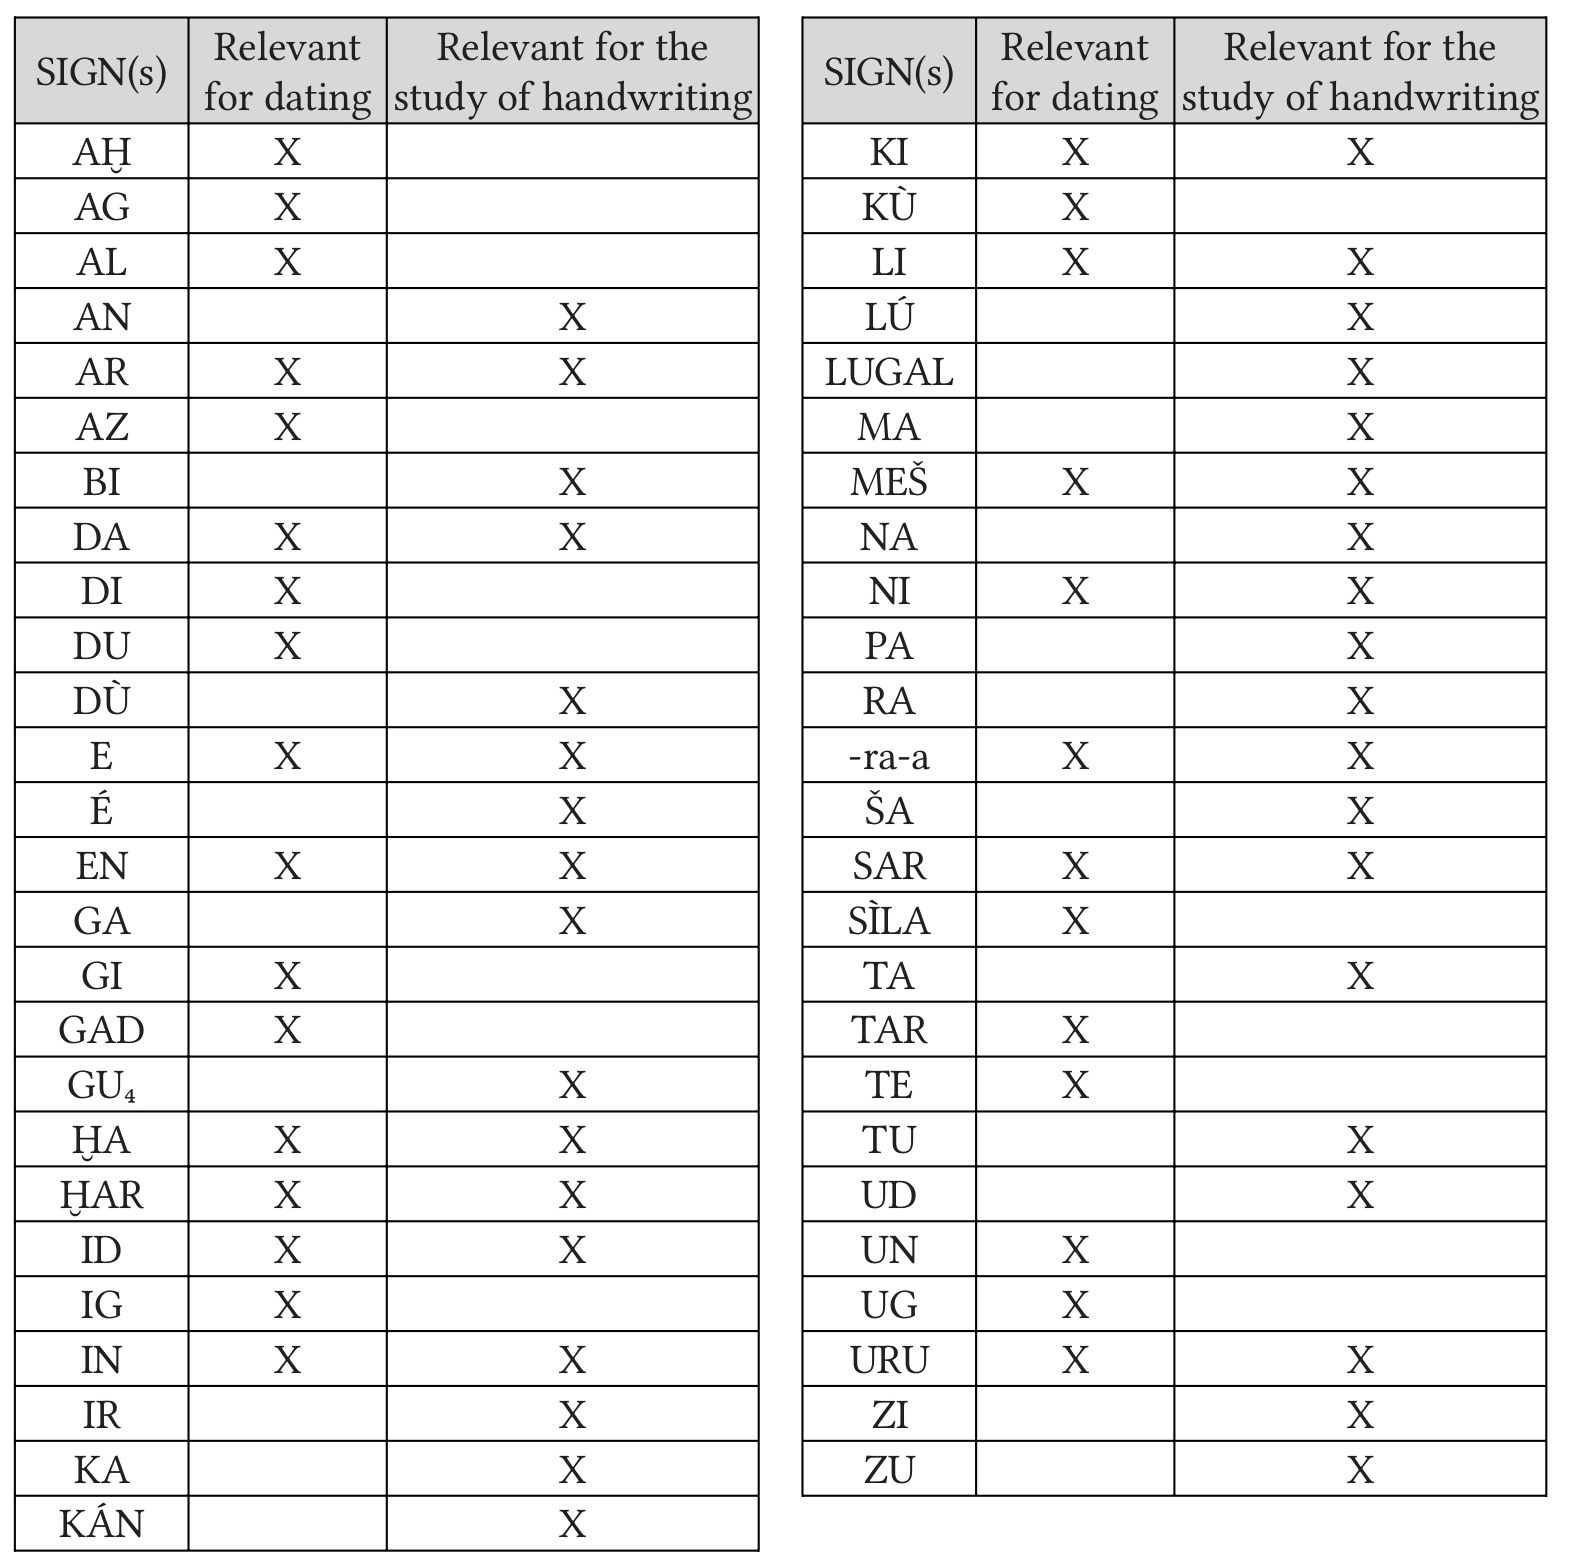 SIGN(s) Relevant for dating Relevant for the study of handwriting
AḪ X
AG X
AL X
AN X
AR X X
AZ X
BI X
DA X X
DI X
DU X
DÙ X
E X X
É X
EN X X
GA X
GI X
GAD X
GU₄ X
ḪA X X
ḪAR X X
ID X X
IG X
IN X X
IR X
KA X
KÁN X
SIGN(s) Relevant for dating Relevant for the study of handwriting
KI X X
KÙ X
LI X X
LÚ X
LUGAL X
MA X
MEŠ X X
NA X
NI X X
PA X
RA X
-ra-a X X
ŠA X
SAR X X
SÌLA X
TA X
TAR X
TE X
TU X
UD X
UN X
UG X
URU X X
ZI X
ZU X